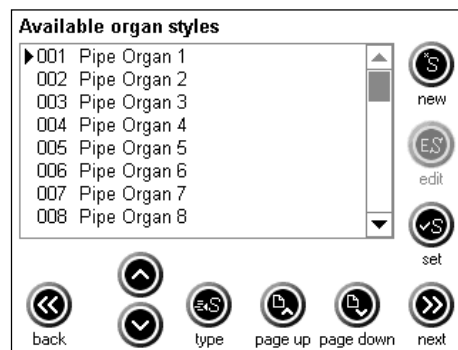 Available organ styles
001 Pipe Organ 1
002 Pipe Organ 2
003 Pipe Organ 3
004 Pipe Organ 4
005 Pipe Organ 5
006 Pipe Organ 6
007 Pipe Organ 7
008 Pipe Organ 8
*S
new
ES
edit
✓S
set
back
S
type
page up
page down
next